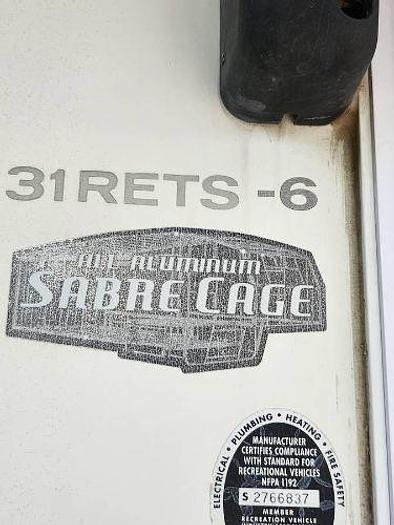 31RETS -6
ALL ALUMINUM
SABRE CAGE
ELECTRICAL • PLUMBING • HEATING • FIRE SAFETY
MANUFACTURER
CERTIFIES COMPLIANCE
WITH STANDARD FOR
RECREATIONAL VEHICLES
NFPA 1192
S 2766837
MEMBER
RECREATION VEHICLE